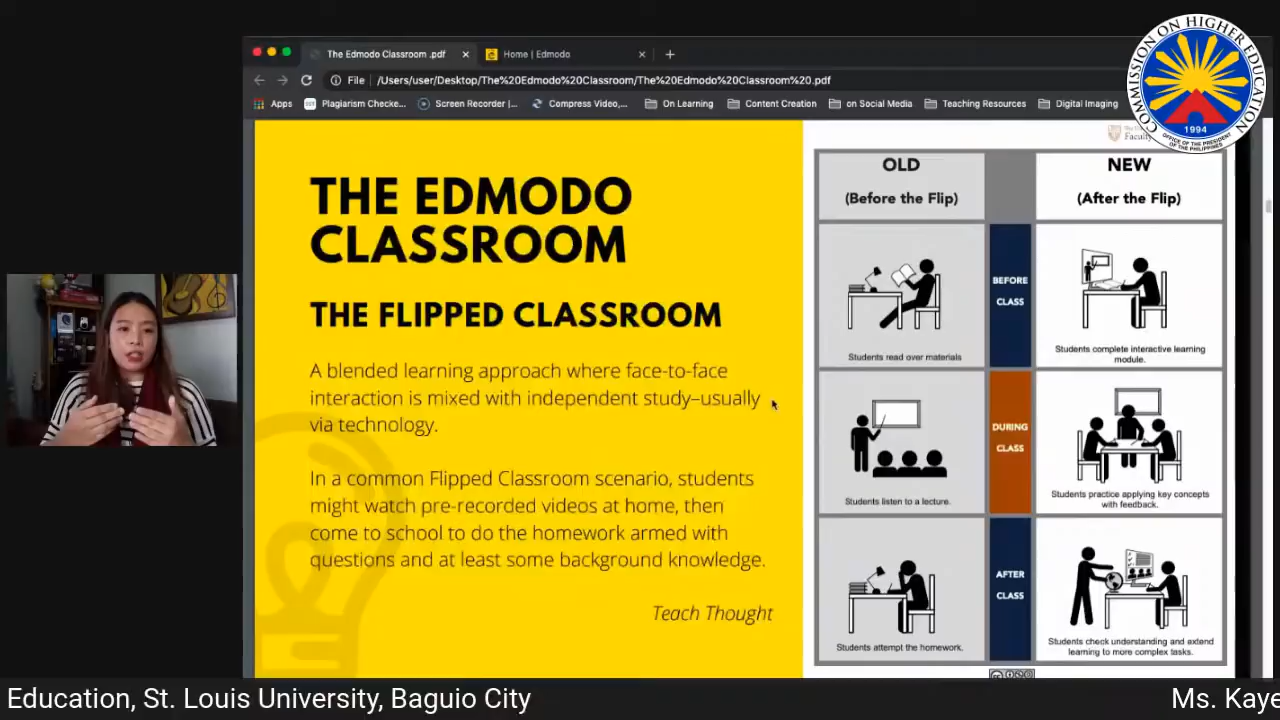 The Edmodo Classroom .pdf
Home | Edmodo
File
/Users/user/Desktop/The%20Edmodo%20Classroom/The%20Edmodo%20Classroom%20.pdf
Apps
Plagiarism Checke...
Screen Recorder |...
Compress Video,...
On Learning
Content Creation
on Social Media
Teaching Resources
Digital Imaging
COMMISSION ON HIGHER EDUCATION
1994
OFFICE OF THE PRESIDENT
OF THE PHILIPPINES
THE EDMODO
CLASSROOM
THE FLIPPED CLASSROOM
A blended learning approach where face-to-face
interaction is mixed with independent study–usually
via technology.
In a common Flipped Classroom scenario, students
might watch pre-recorded videos at home, then
come to school to do the homework armed with
questions and at least some background knowledge.
Teach Thought
OLD
(Before the Flip)
NEW
(After the Flip)
BEFORE
CLASS
Students read over materials
Students complete interactive learning
module.
DURING
CLASS
Students listen to a lecture.
Students practice applying key concepts
with feedback.
AFTER
CLASS
Students attempt the homework.
Students check understanding and extend
learning to more complex tasks.
Education, St. Louis University, Baguio City
Ms. Kaye